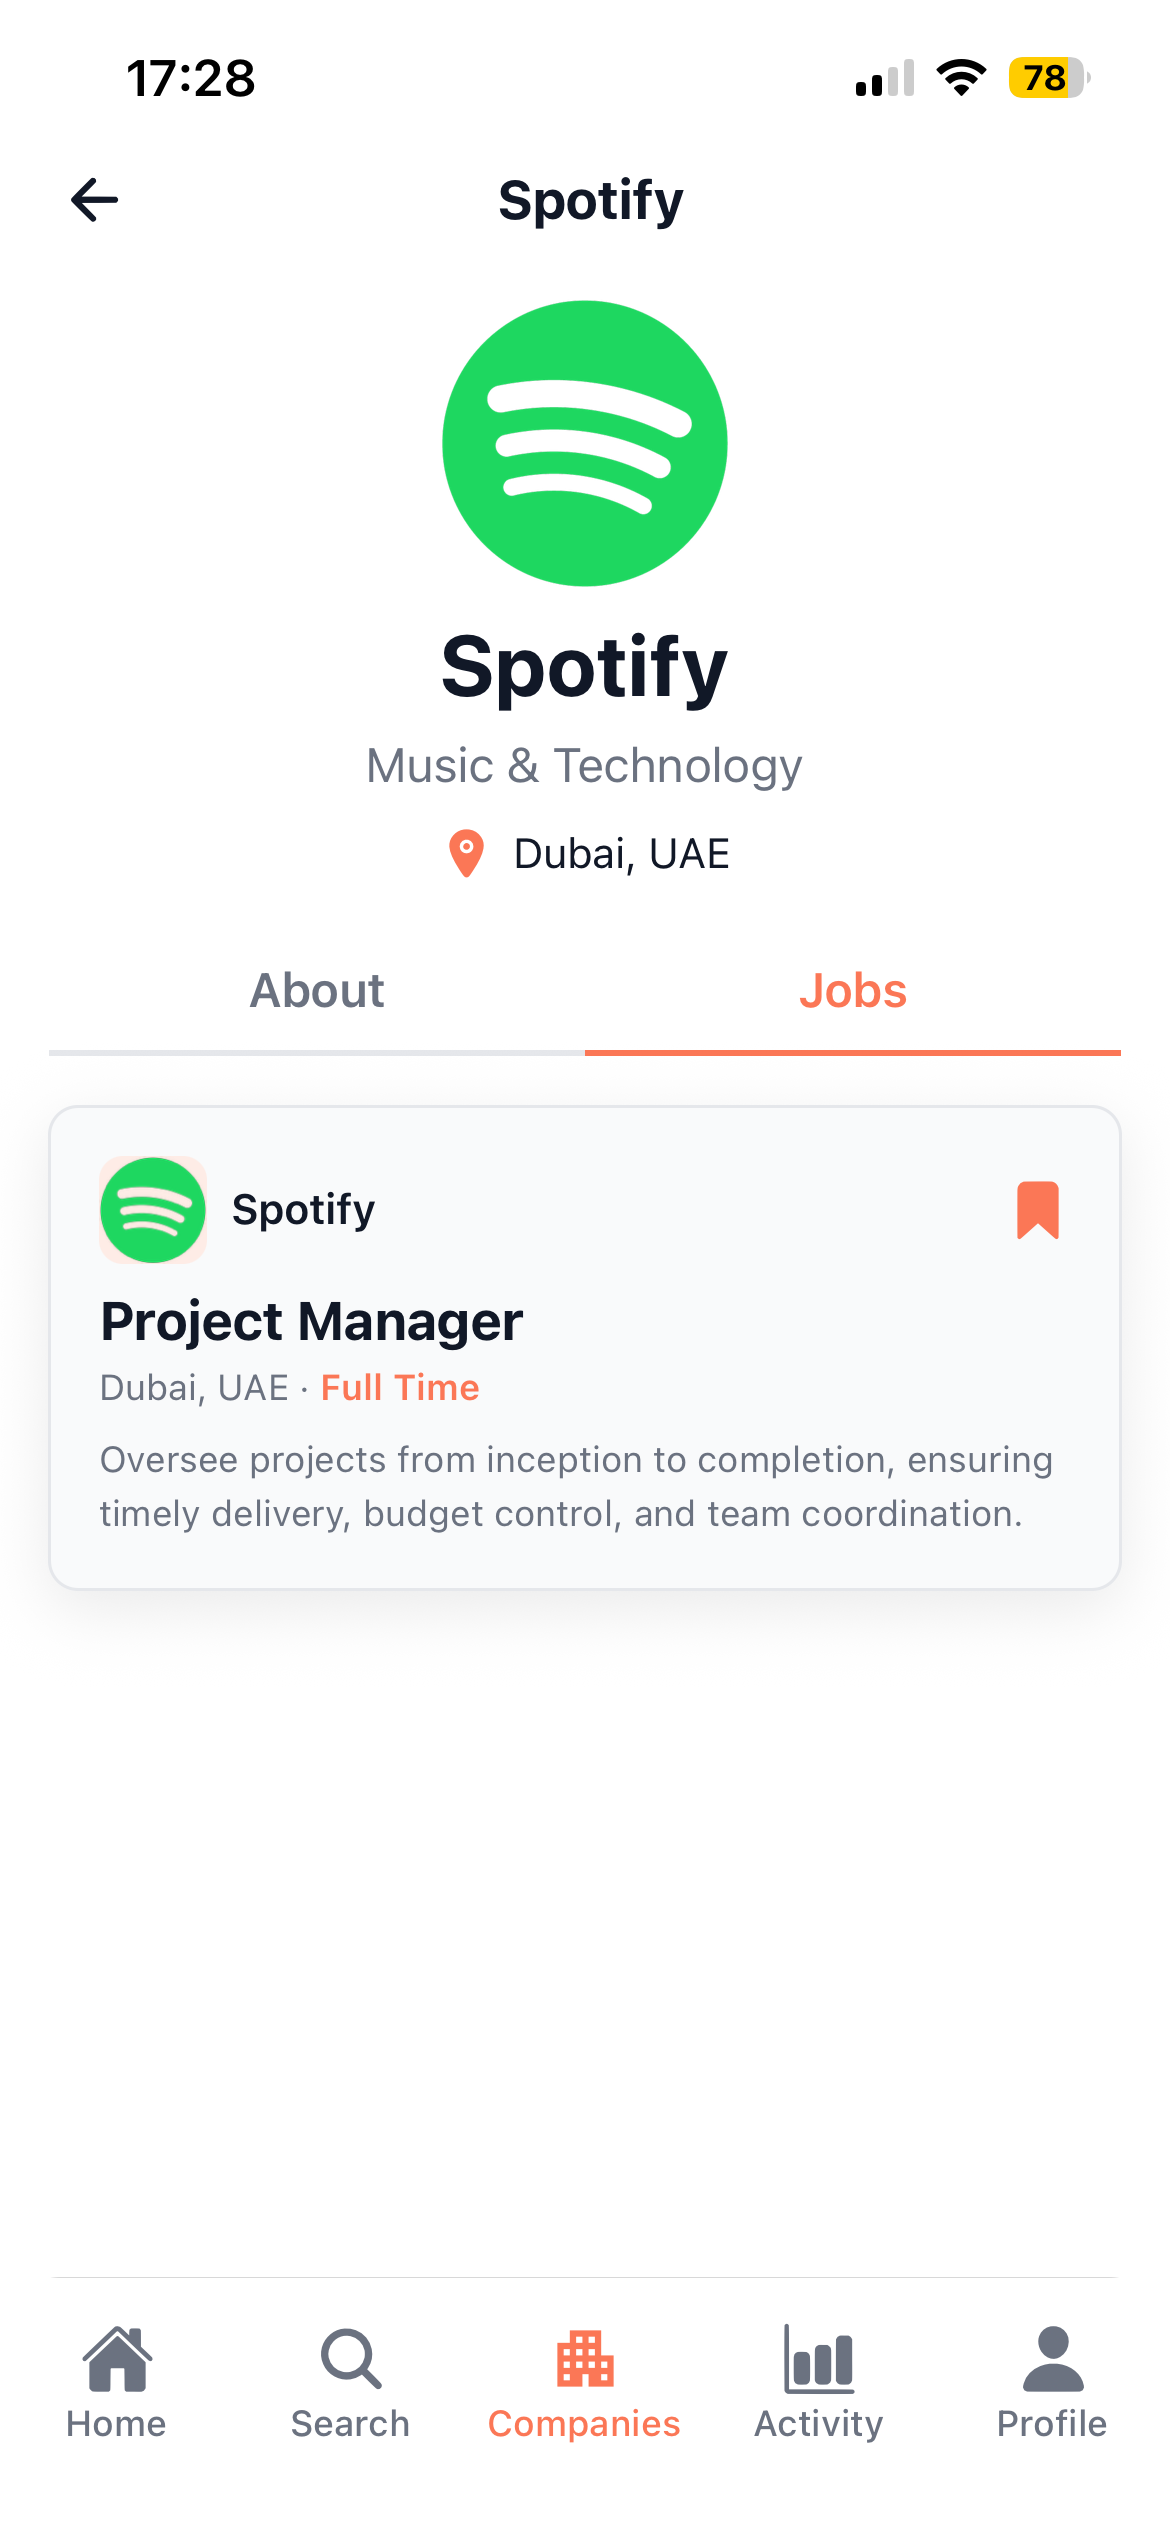 17:28
78
Spotify
Spotify
Music & Technology
Dubai, UAE
About
Jobs
Spotify
Project Manager
Dubai, UAE · Full Time
Oversee projects from inception to completion, ensuring
timely delivery, budget control, and team coordination.
Home
Search
Companies
Activity
Profile